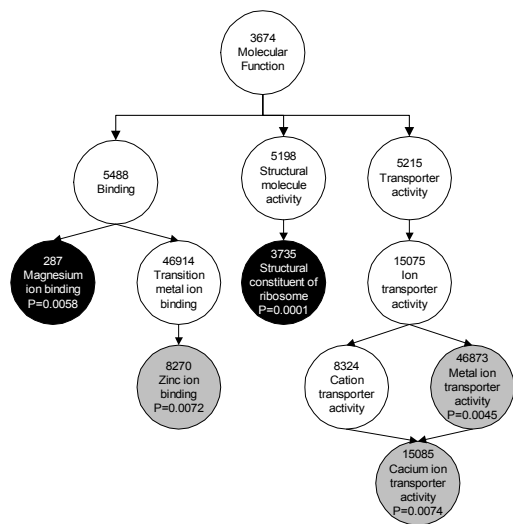 3674
Molecular
Function
5488
Binding
5198
Structural
molecule
activity
5215
Transporter
activity
287
Magnesium
ion binding
P=0.0058
46914
Transition
metal ion
binding
3735
Structural
constituent of
ribosome
P=0.0001
15075
Ion
transporter
activity
8270
Zinc ion
binding
P=0.0072
8324
Cation
transporter
activity
46873
Metal ion
transporter
activity
P=0.0045
15085
Cacium ion
transporter
activity
P=0.0074